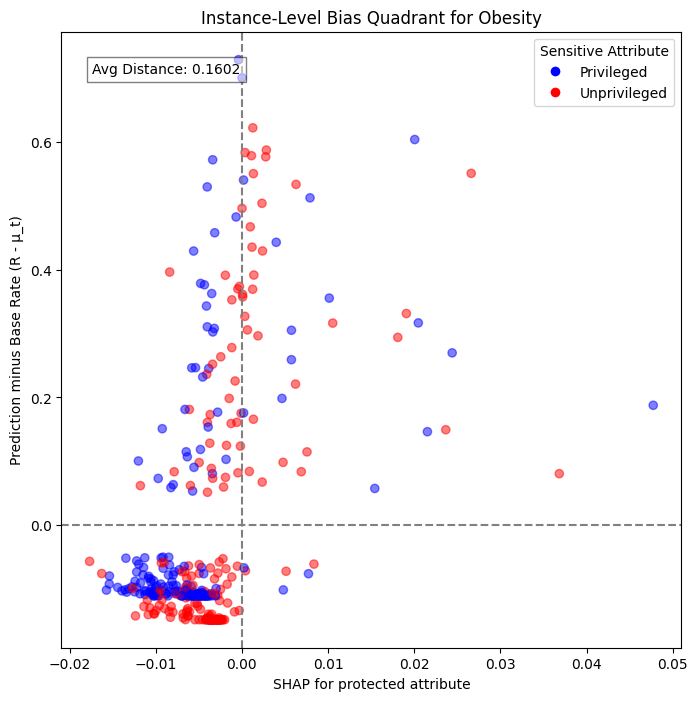 Instance-Level Bias Quadrant for Obesity
Avg Distance: 0.1602
Sensitive Attribute
Privileged
Unprivileged
Prediction minus Base Rate (R - μ_t)
0.6
0.4
0.2
0.0
−0.02
−0.01
0.00
0.01
0.02
0.03
0.04
0.05
SHAP for protected attribute